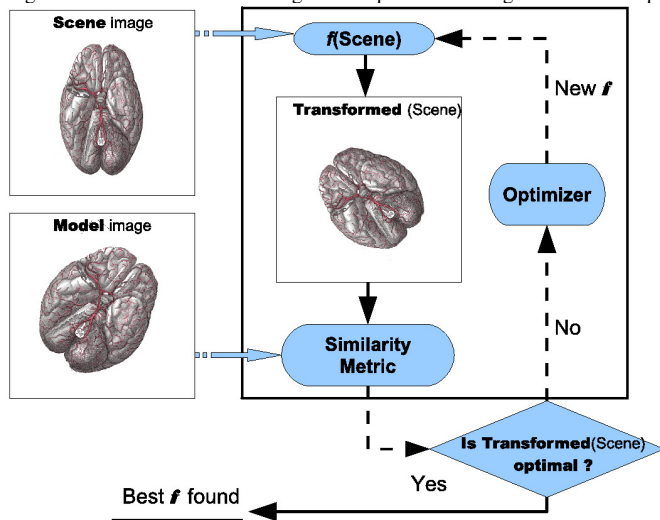 Scene image
f(Scene)
New f
Transformed (Scene)
Optimizer
Model image
Similarity
Metric
No
Is Transformed(Scene)
optimal ?
Yes
Best f found